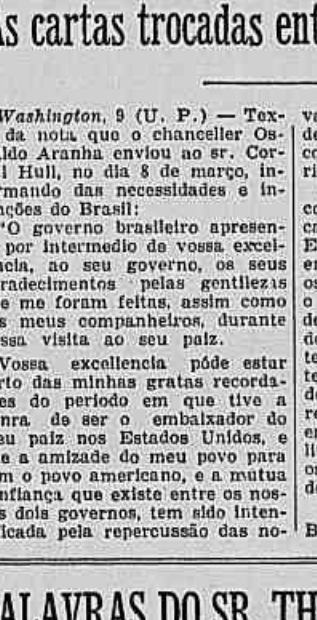 As cartas trocadas ent
Washington, 9 (U. P.) — Tex-
da nota que o chanceller Os-
ldo Aranha enviou ao sr. Cor-
l Hull, no dia 8 de março, in-
rmando das necessidades e in-
nções do Brasil:
"O governo brasileiro apresen-
por intermedio de vossa excel-
ncia, ao seu governo, os seus
radecimentos pelas gentilezas
e me foram feitas, assim como
s meus companheiros, durante
ssa visita ao seu paiz.
Vossa excellencia póde estar
rto das minhas gratas recorda-
es do periodo em que tive a
nra de ser o embaixador do
eu paiz nos Estados Unidos, e
e a amizade do meu povo para
m o povo americano, e a mutua
nfiança que existe entre os nos-
s dois governos, tem sido inten-
ficada pela repercussão das no-
ALAVRAS DO SR. TH